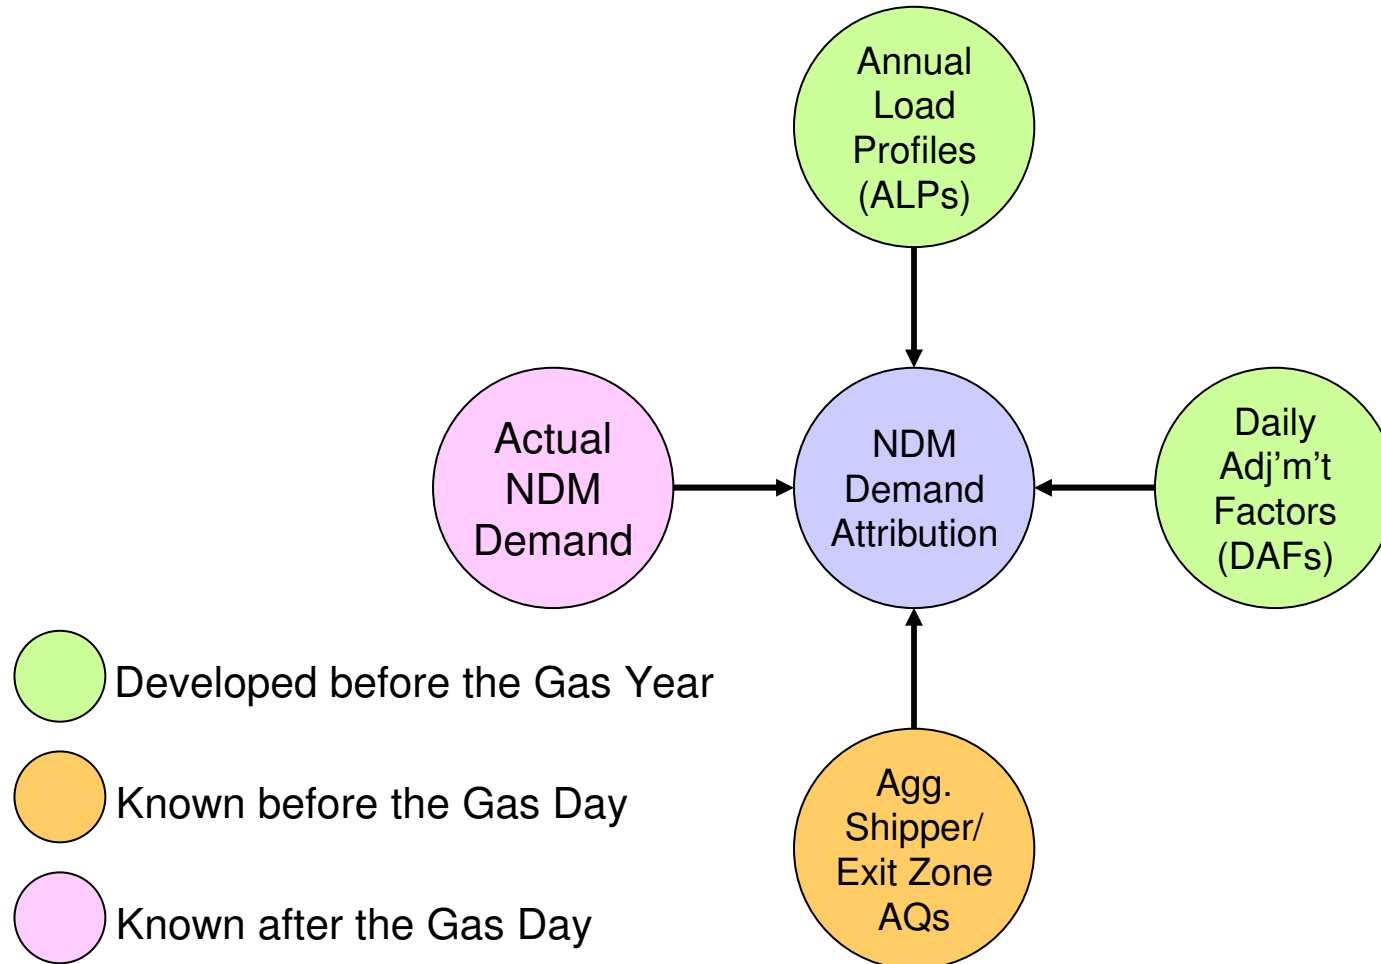 Annual
Load
Profiles
(ALPs)
Actual
NDM
Demand
NDM
Demand
Attribution
Daily
Adj’m’t
Factors
(DAFs)
Developed before the Gas Year
Known before the Gas Day
Known after the Gas Day
Agg.
Shipper/
Exit Zone
AQs